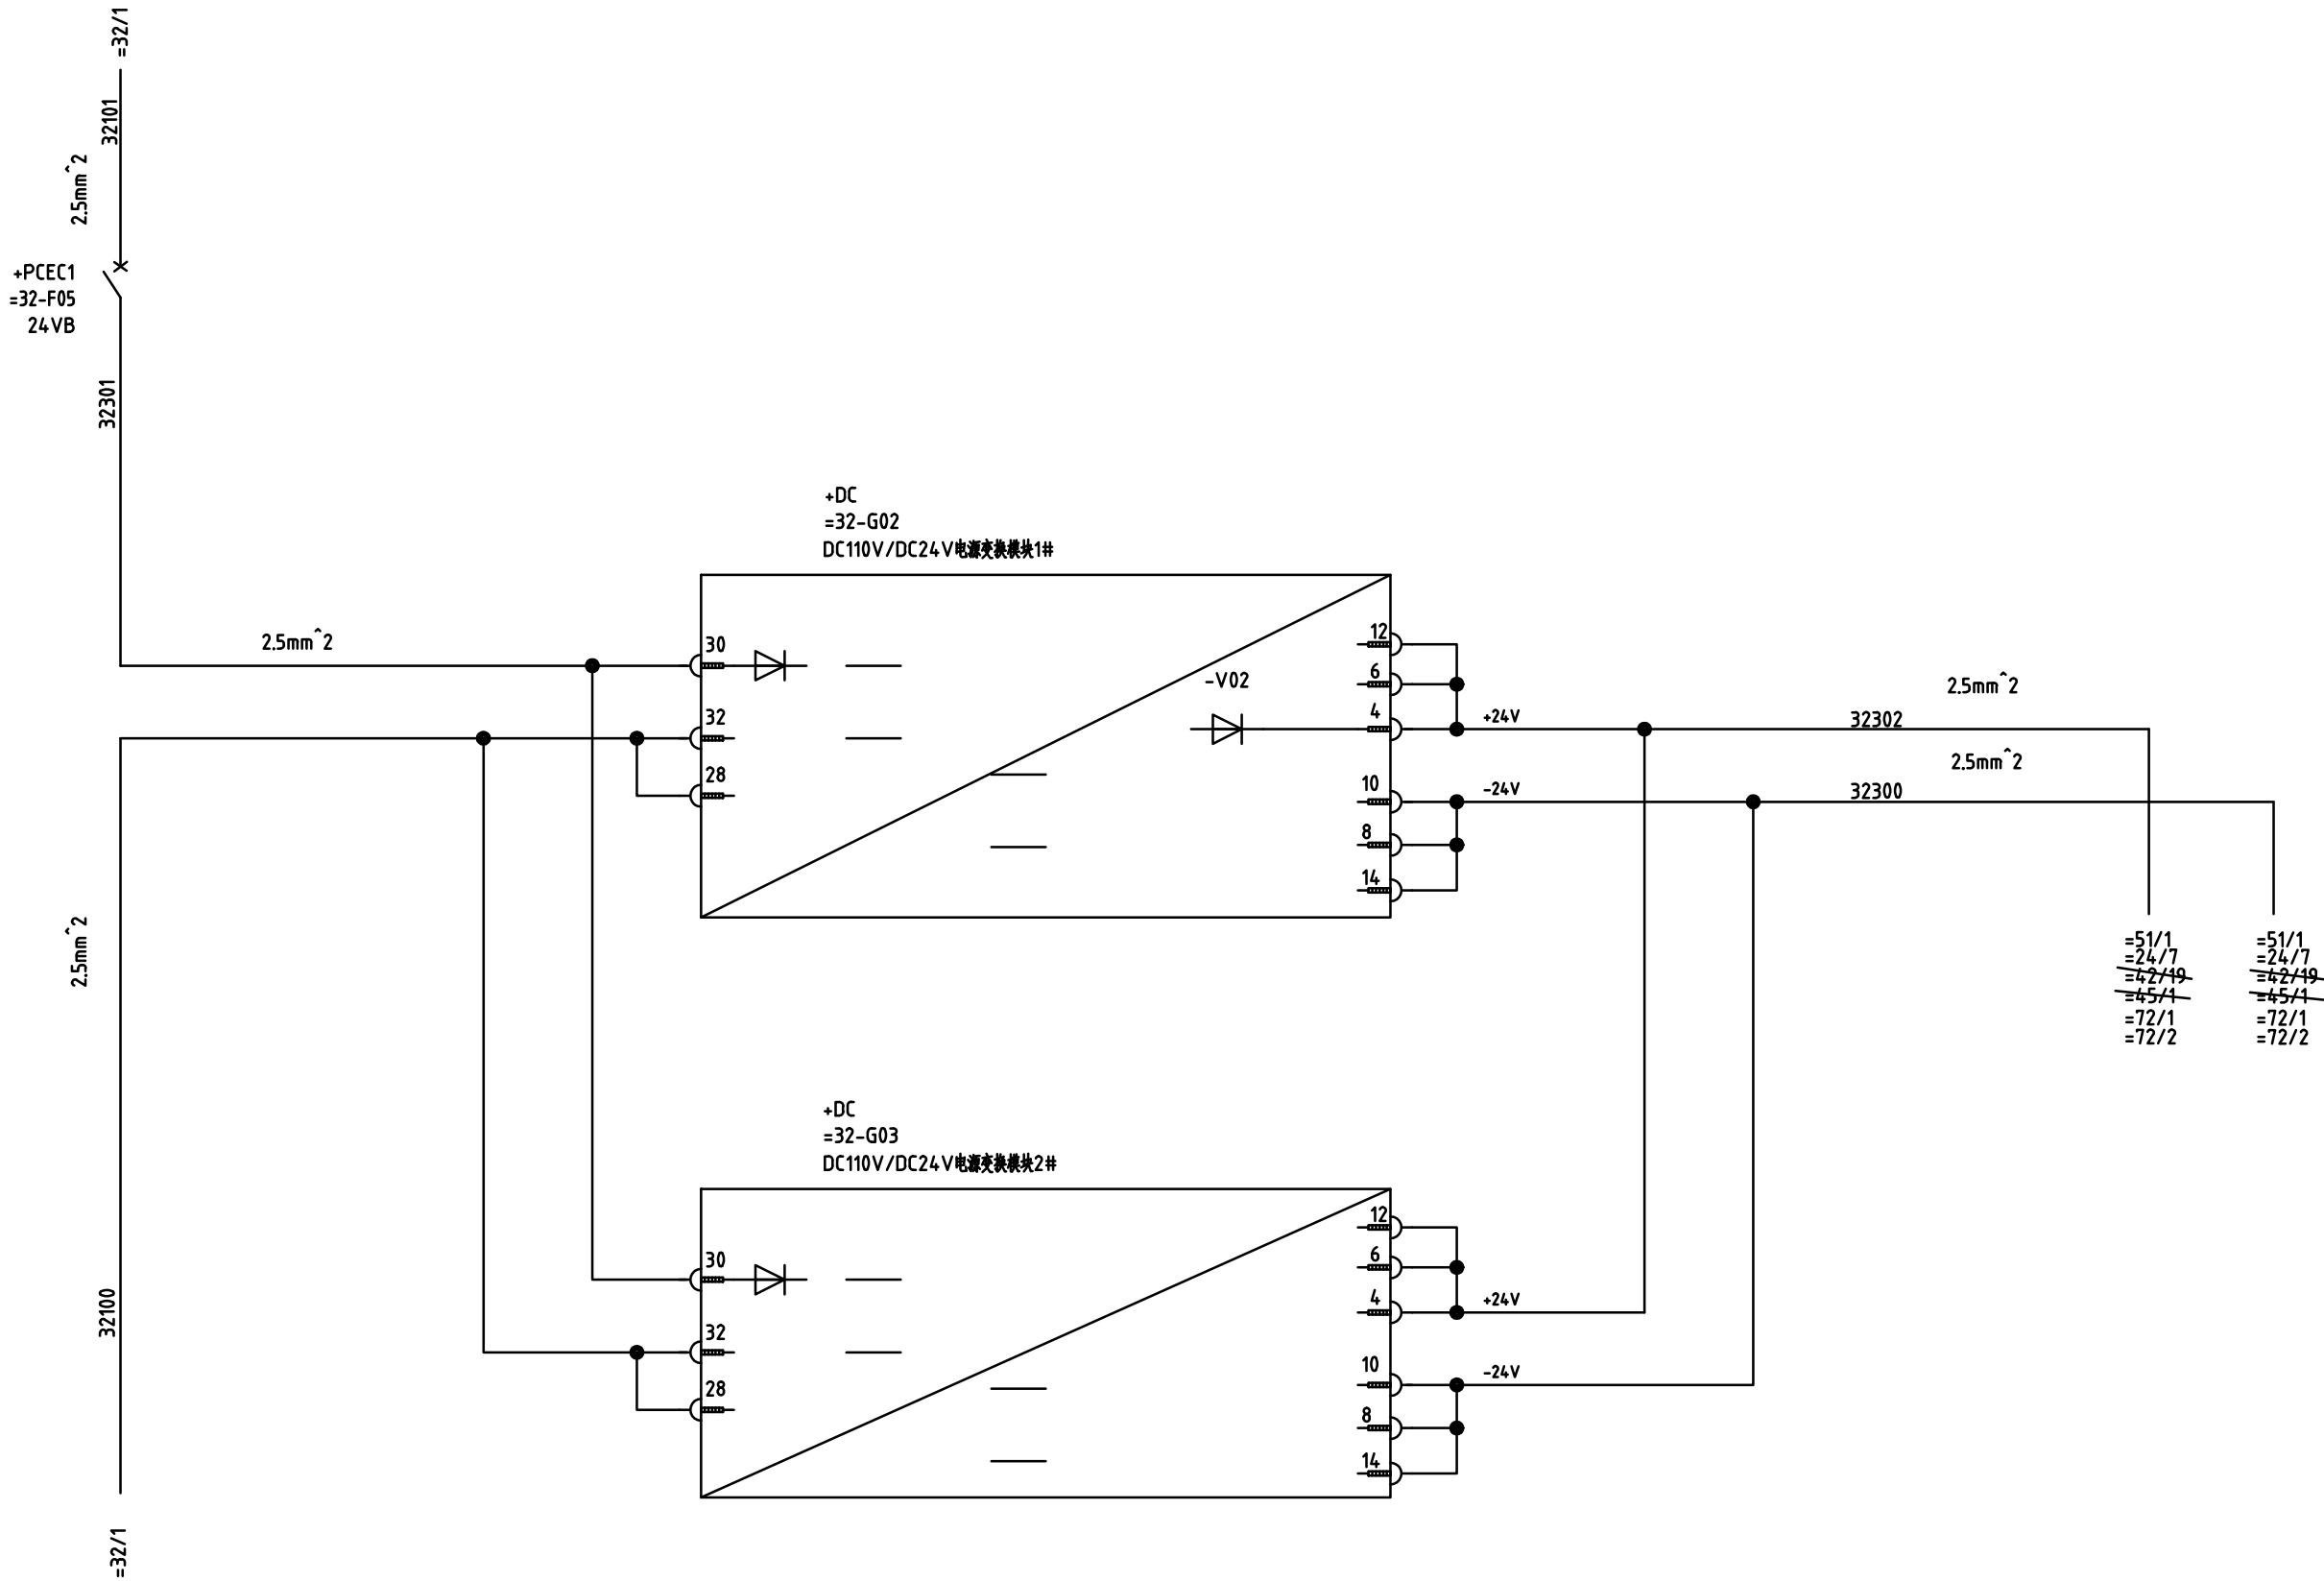 =32/1
32101
2.5mm^2
+PCEC1
=32-F05
24VB
32301
2.5mm^2
+DC
=32-G02
DC110V/DC24V电源变换模块1#
30
32
28
-V02
12
6
4
10
8
14
+24V
-24V
2.5mm^2
32302
2.5mm^2
32300
=51/1
=24/7
=42/19
=45/1
=72/1
=72/2
=51/1
=24/7
=42/19
=45/1
=72/1
=72/2
2.5mm^2
32100
=32/1
+DC
=32-G03
DC110V/DC24V电源变换模块2#
30
32
28
12
6
4
10
8
14
+24V
-24V